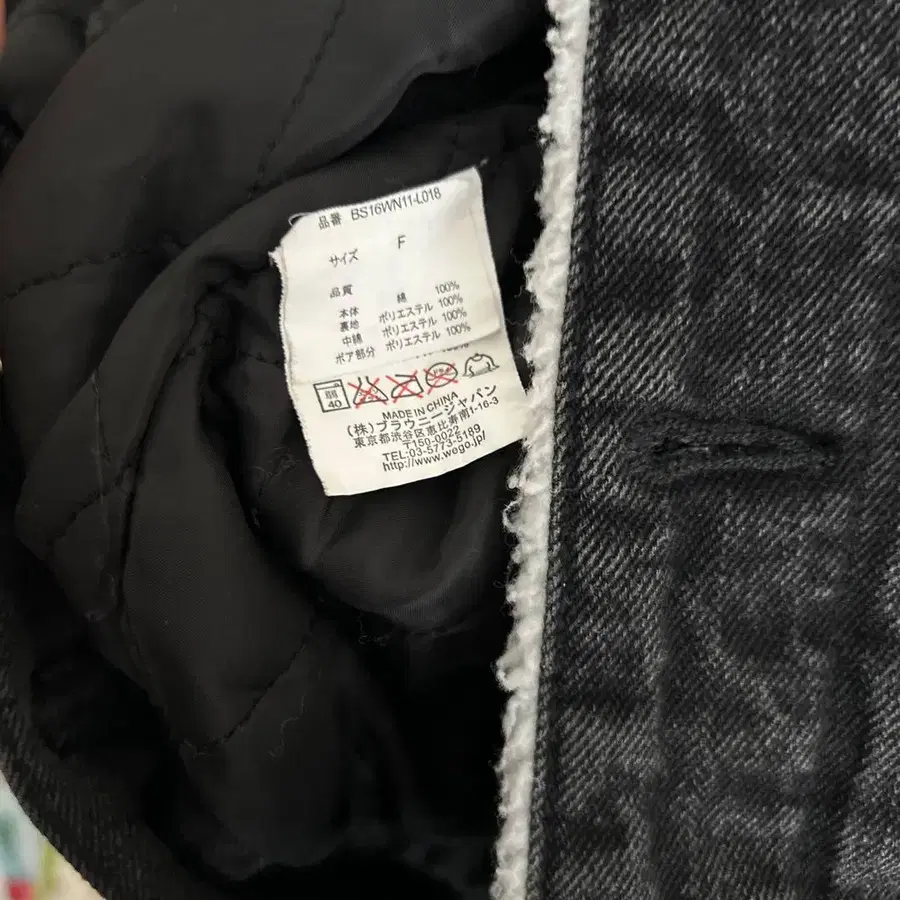 品番 BS16WN11-L018
サイズ F
品質
本体 綿 100%
裏地 ポリエステル 100%
中綿 ポリエステル 100%
ボア部分 ポリエステル 100%
弱
40
MADE IN CHINA
(株)ブラウニージャパン
東京都渋谷区恵比寿南1-16-3
〒150-0022
TEL:03-5773-5189
http://www.wego.jp/